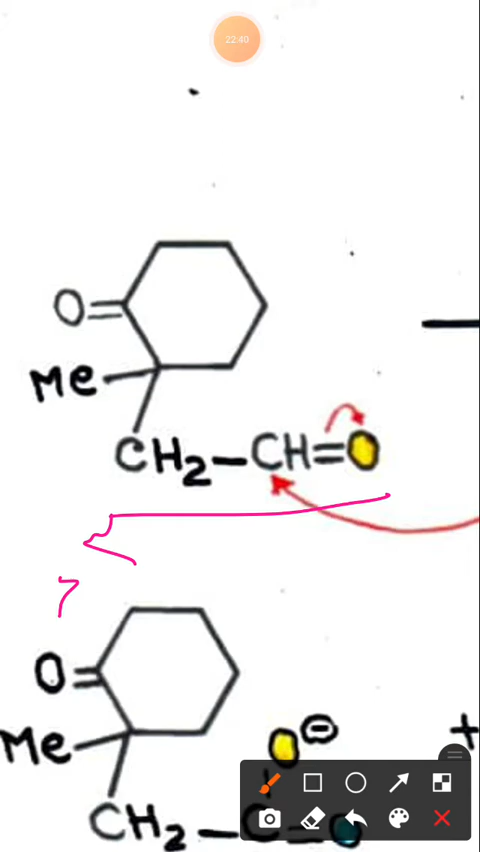 22:40
O=
Me
CH₂–CH=O
O=
O⊖
Me
+
CH₂–C=O